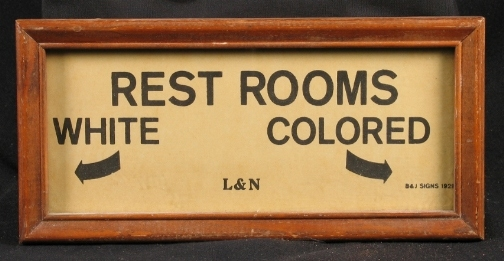 REST ROOMS
WHITE COLORED
L&N
B&J SIGNS